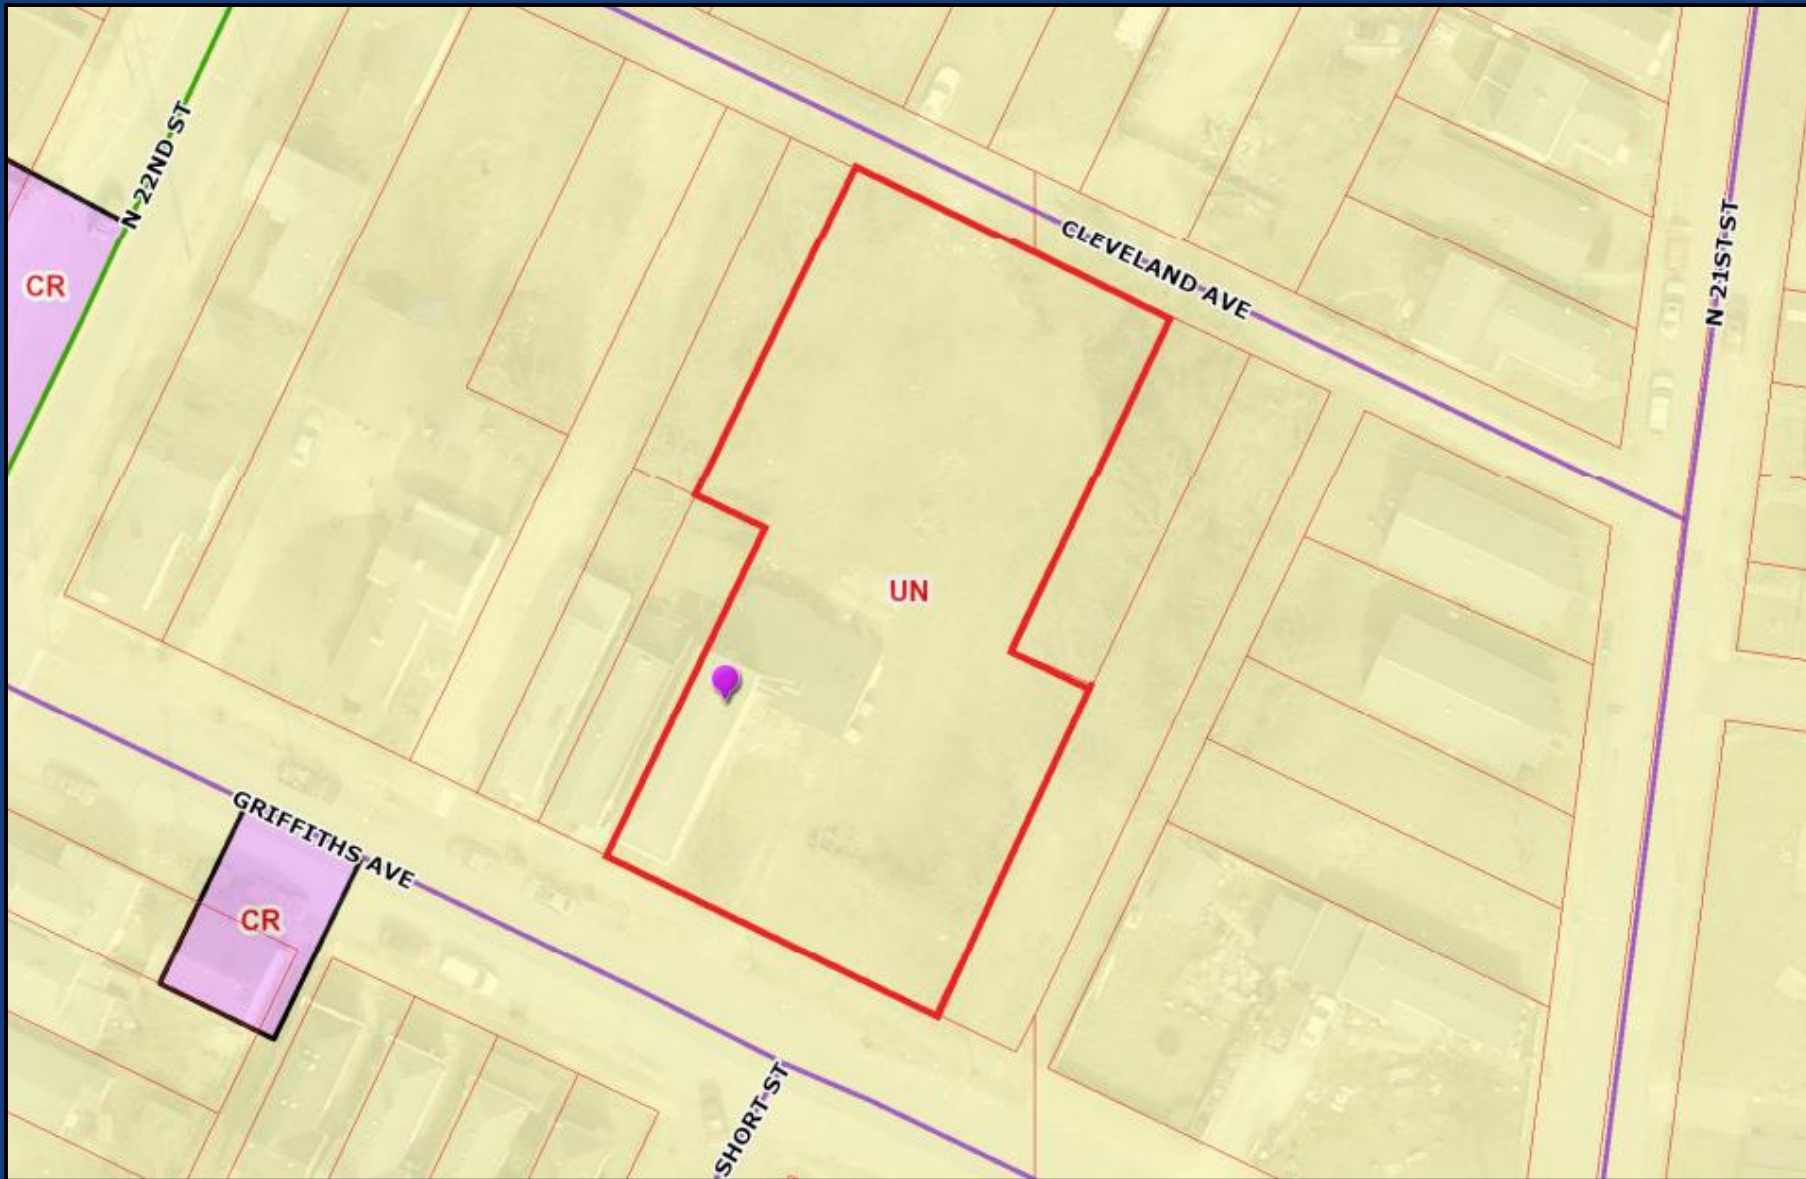 N 22ND ST
CR
CLEVELAND AVE
N 21ST ST
UN
GRIFFITHS AVE
CR
SHORT ST